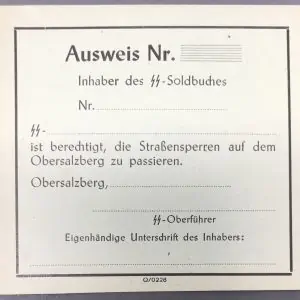 Ausweis Nr.
Inhaber des ᛋᛋ-Soldbuches
Nr.
ᛋᛋ-
ist berechtigt, die Straßensperren auf dem
Obersalzberg zu passieren.
Obersalzberg,
ᛋᛋ-Oberführer
Eigenhändige Unterschrift des Inhabers:
O/0228